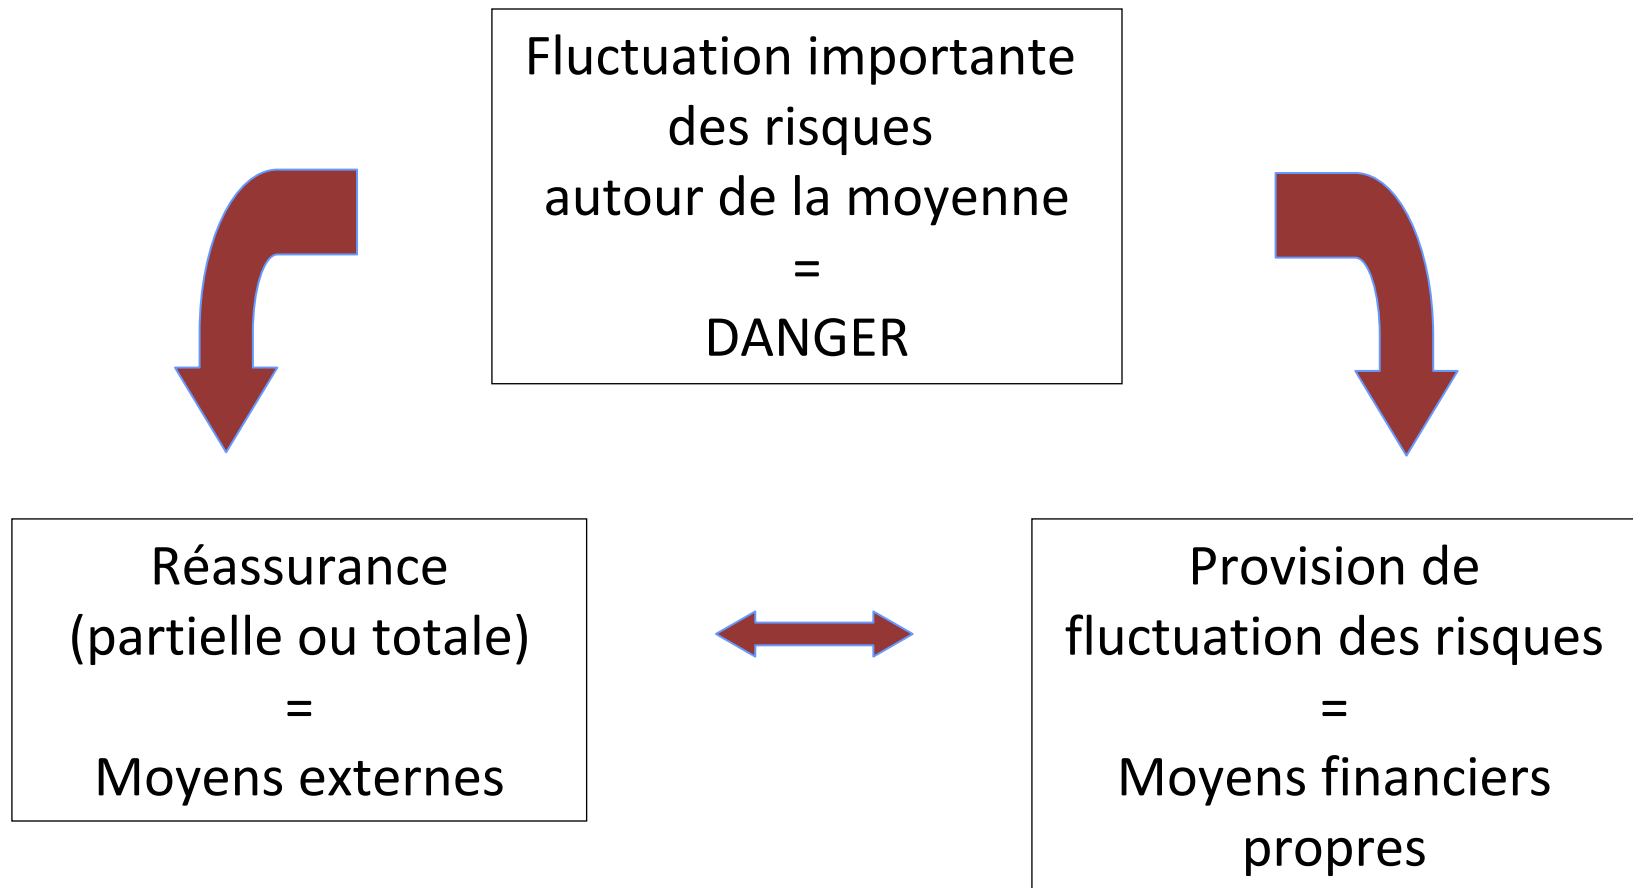 Fluctuation importante
des risques
autour de la moyenne
=
DANGER
Réassurance
(partielle ou totale)
=
Moyens externes
Provision de
fluctuation des risques
=
Moyens financiers
propres